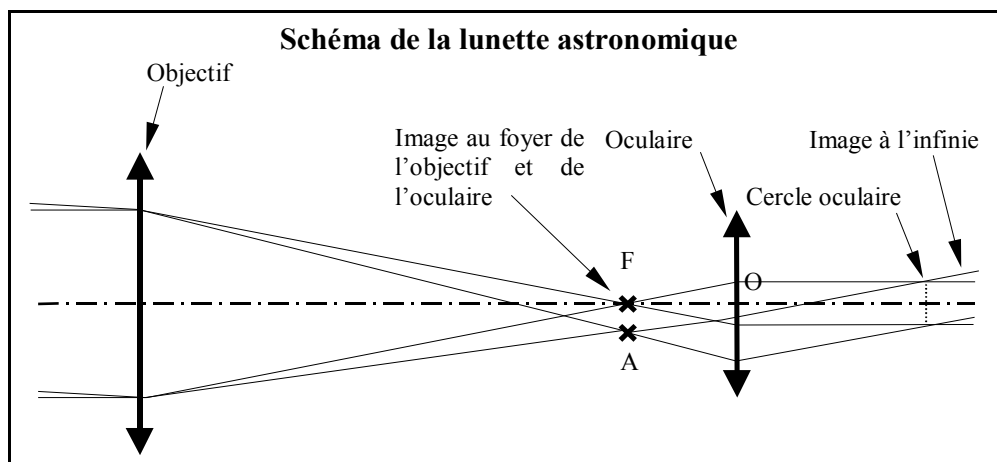 Schéma de la lunette astronomique
Objectif
Image au foyer de
l'objectif et de
l'oculaire
Oculaire
Image à l'infinie
Cercle oculaire
F
O
A